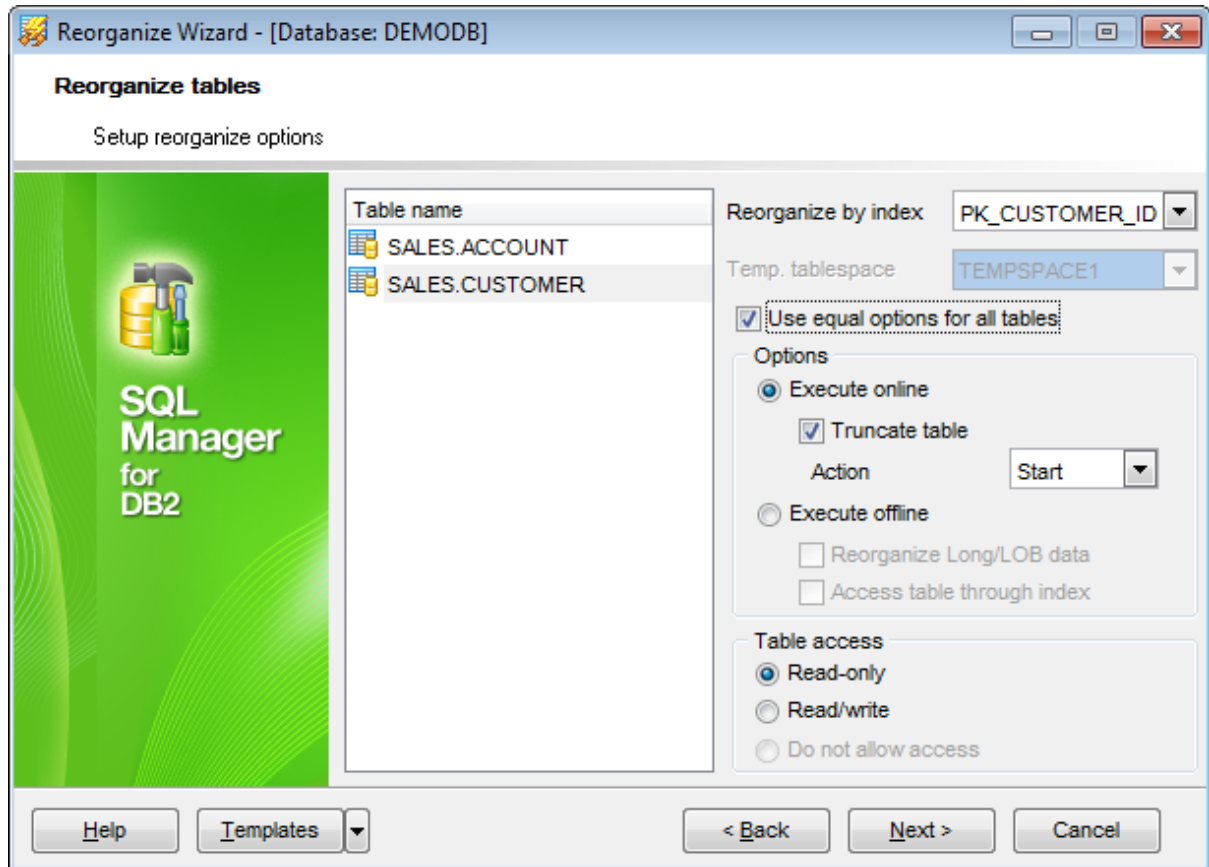 Reorganize Wizard - [Database: DEMODB]
Reorganize tables
Setup reorganize options
SQL
Manager
for
DB2
Table name
SALES.ACCOUNT
SALES.CUSTOMER
Reorganize by index PK_CUSTOMER_ID
Temp. tablespace TEMPSPACE1
Use equal options for all tables
Options
Execute online
Truncate table
Action Start
Execute offline
Reorganize Long/LOB data
Access table through index
Table access
Read-only
Read/write
Do not allow access
Help Templates < Back Next > Cancel